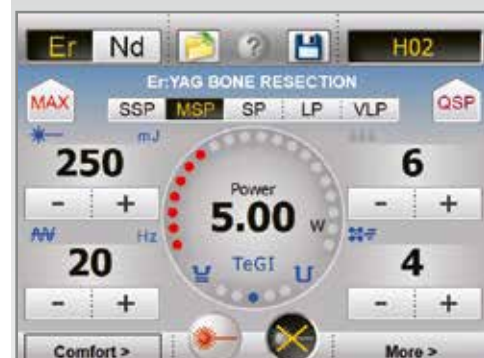 Er Nd ? H02
Er:YAG BONE RESECTION
MAX SSP MSP SP LP VLP QSP
mJ
250 6
Power
- + 5.00 W - +
Hz
20 TeGI 4
- + - +
Comfort > More >